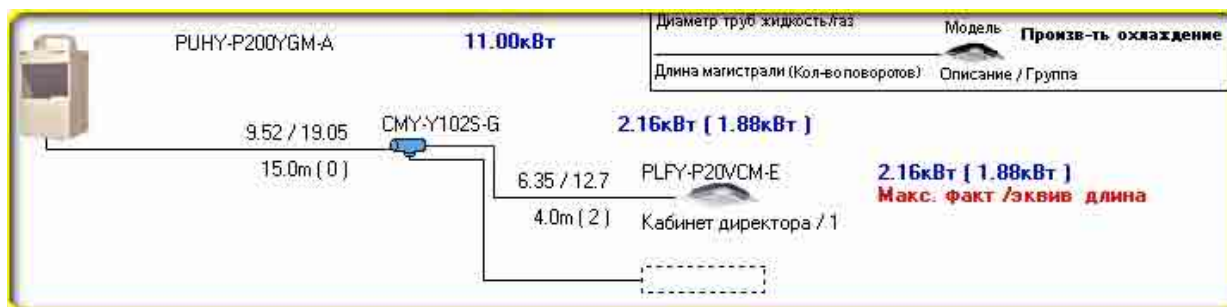 PUHY-P200YGM-A
11.00кВт
Диаметр труб жидкость/газ
Модель
Произв-ть охлаждение
Длина магистрали (Кол-во поворотов)
Описание / Группа
9.52 / 19.05
CMY-Y102S-G
2.16кВт ( 1.88кВт )
15.0m ( 0 )
6.35 / 12.7
PLFY-P20VCM-E
2.16кВт ( 1.88кВт )
Макс. факт /эквив длина
4.0m ( 2 )
Кабинет директора / 1